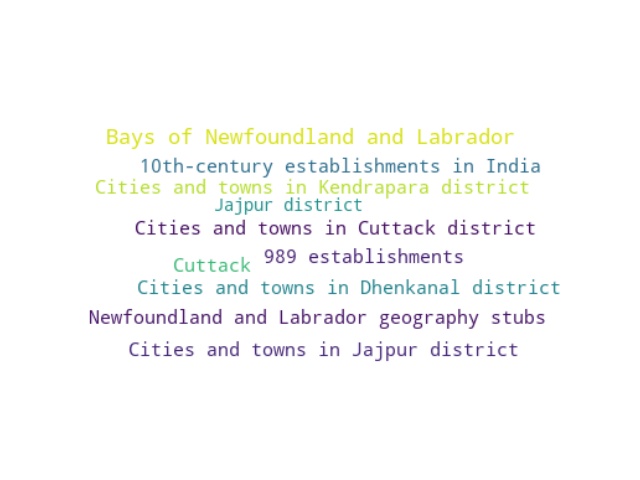 Bays of Newfoundland and Labrador
10th-century establishments in India
Cities and towns in Kendrapara district
Jajpur district
Cities and towns in Cuttack district
989 establishments
Cuttack
Cities and towns in Dhenkanal district
Newfoundland and Labrador geography stubs
Cities and towns in Jajpur district